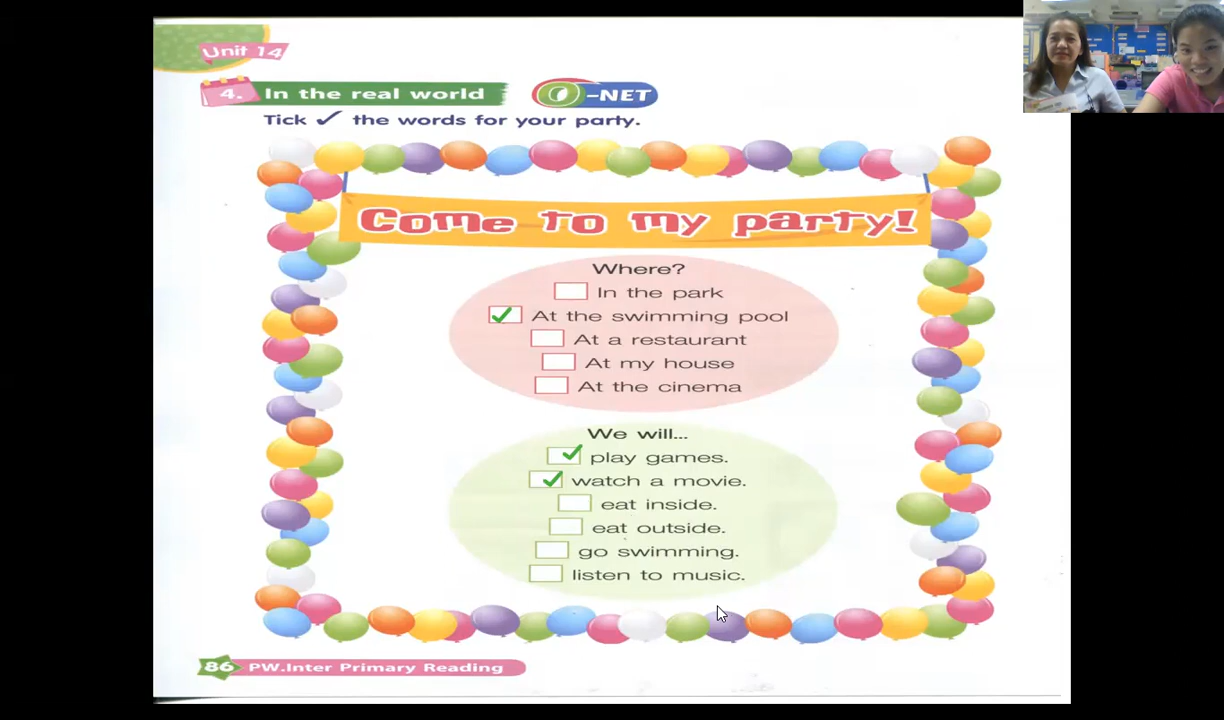 Unit 14
4. In the real world O-NET
Tick ✓ the words for your party.
Come to my party!
Where?
In the park
✓ At the swimming pool
At a restaurant
At my house
At the cinema
We will...
✓ play games.
✓ watch a movie.
eat inside.
eat outside.
go swimming.
listen to music.
86 PW.Inter Primary Reading